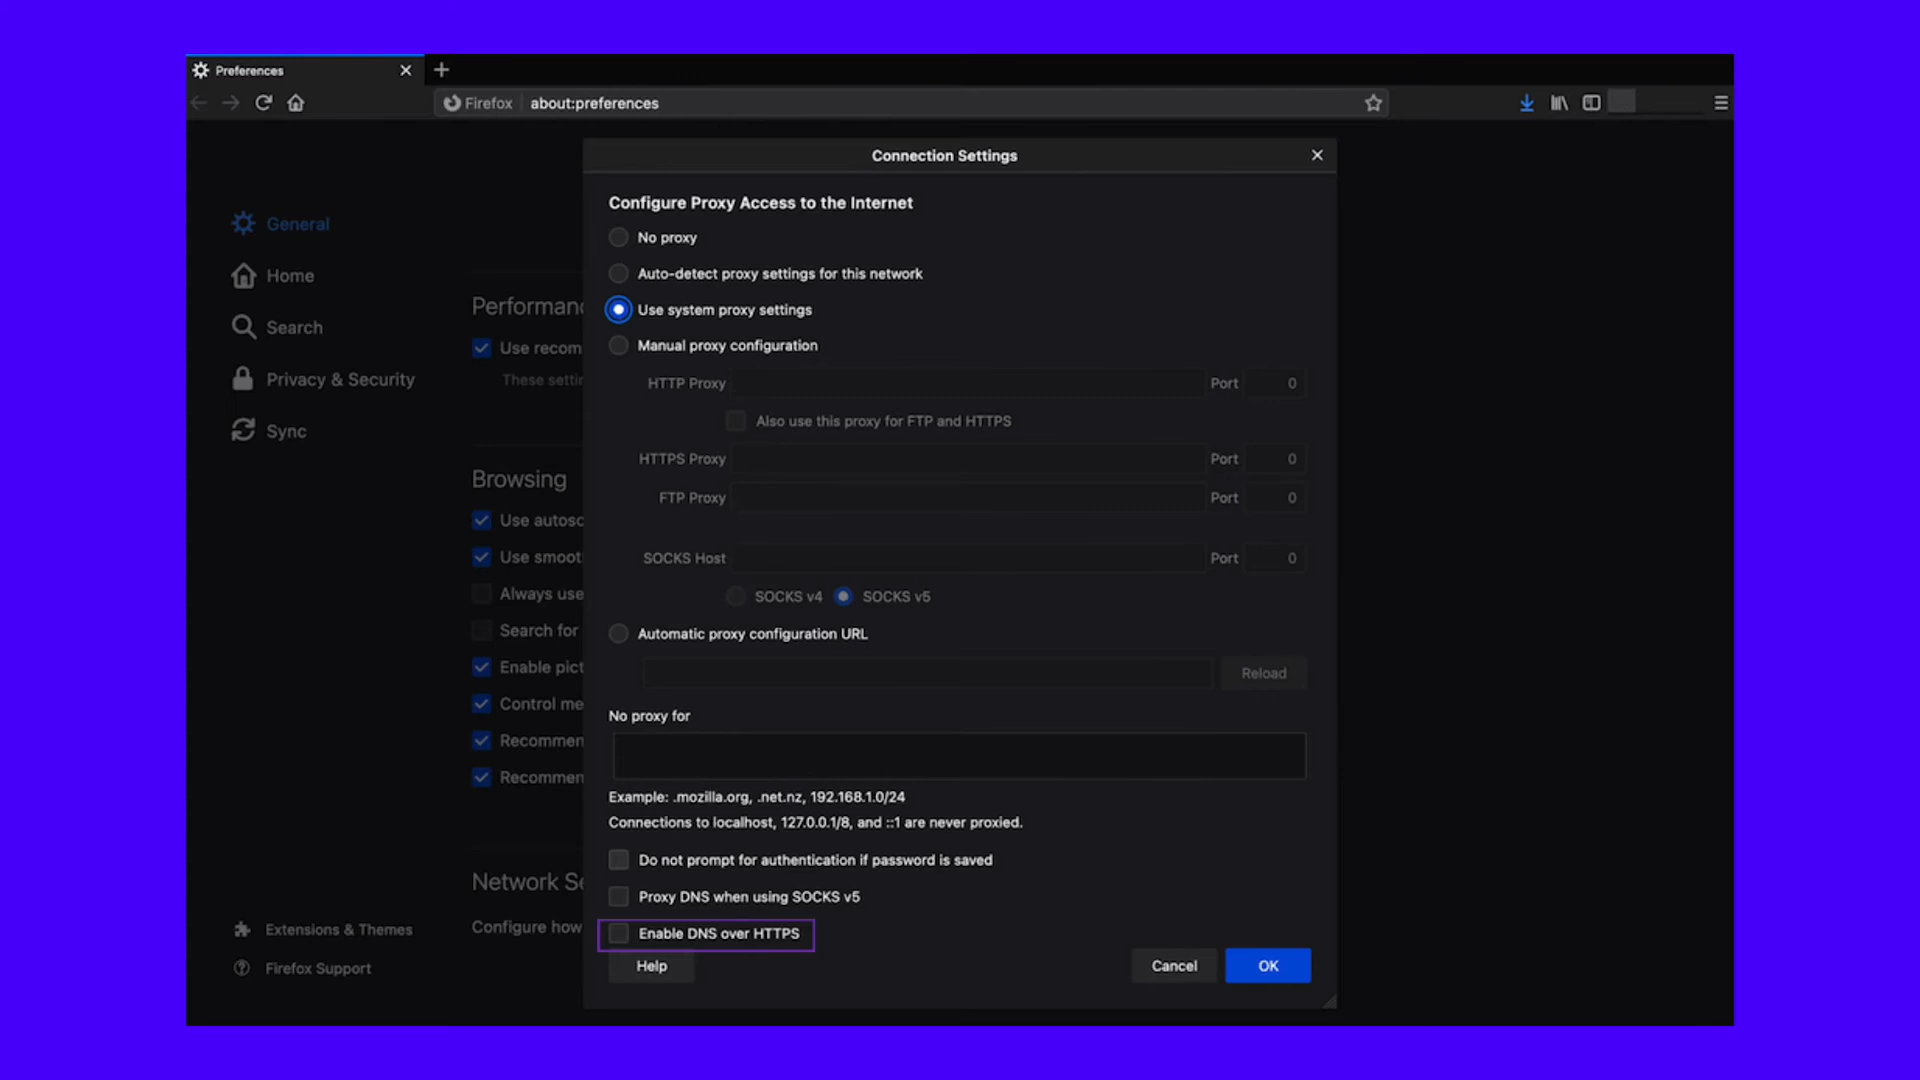 Preferences
Firefox about:preferences
Connection Settings
Configure Proxy Access to the Internet
No proxy
Auto-detect proxy settings for this network
Use system proxy settings
Manual proxy configuration
HTTP Proxy Port 0
Also use this proxy for FTP and HTTPS
HTTPS Proxy Port 0
FTP Proxy Port 0
SOCKS Host Port 0
SOCKS v4 SOCKS v5
Automatic proxy configuration URL
Reload
No proxy for
Example: .mozilla.org, .net.nz, 192.168.1.0/24
Connections to localhost, 127.0.0.1/8, and ::1 are never proxied.
Do not prompt for authentication if password is saved
Proxy DNS when using SOCKS v5
Enable DNS over HTTPS
Help Cancel OK
General
Home
Search
Privacy & Security
Sync
Extensions & Themes
Firefox Support
Performan
Use recom
These settin
Browsing
Use autosc
Use smoot
Always use
Search for
Enable pict
Control me
Recommen
Recommen
Network Se
Configure how